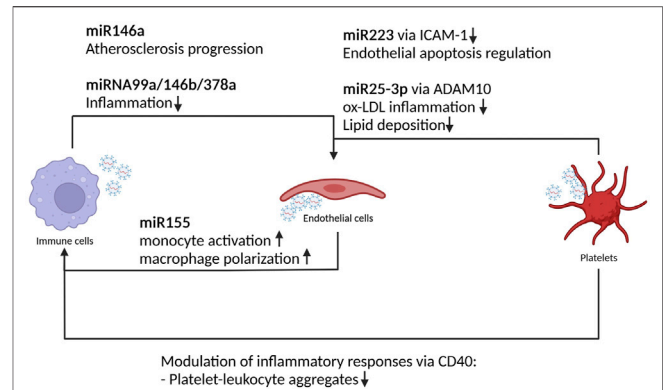 miR146a
Atherosclerosis progression
miRNA99a/146b/378a
Inflammation↓
miR223 via ICAM-1↓
Endothelial apoptosis regulation
miR25-3p via ADAM10
ox-LDL inflammation ↓
Lipid deposition↓
Immune cells
Endothelial cells
Platelets
miR155
monocyte activation ↑
macrophage polarization ↑
Modulation of inflammatory responses via CD40:
- Platelet-leukocyte aggregates↓